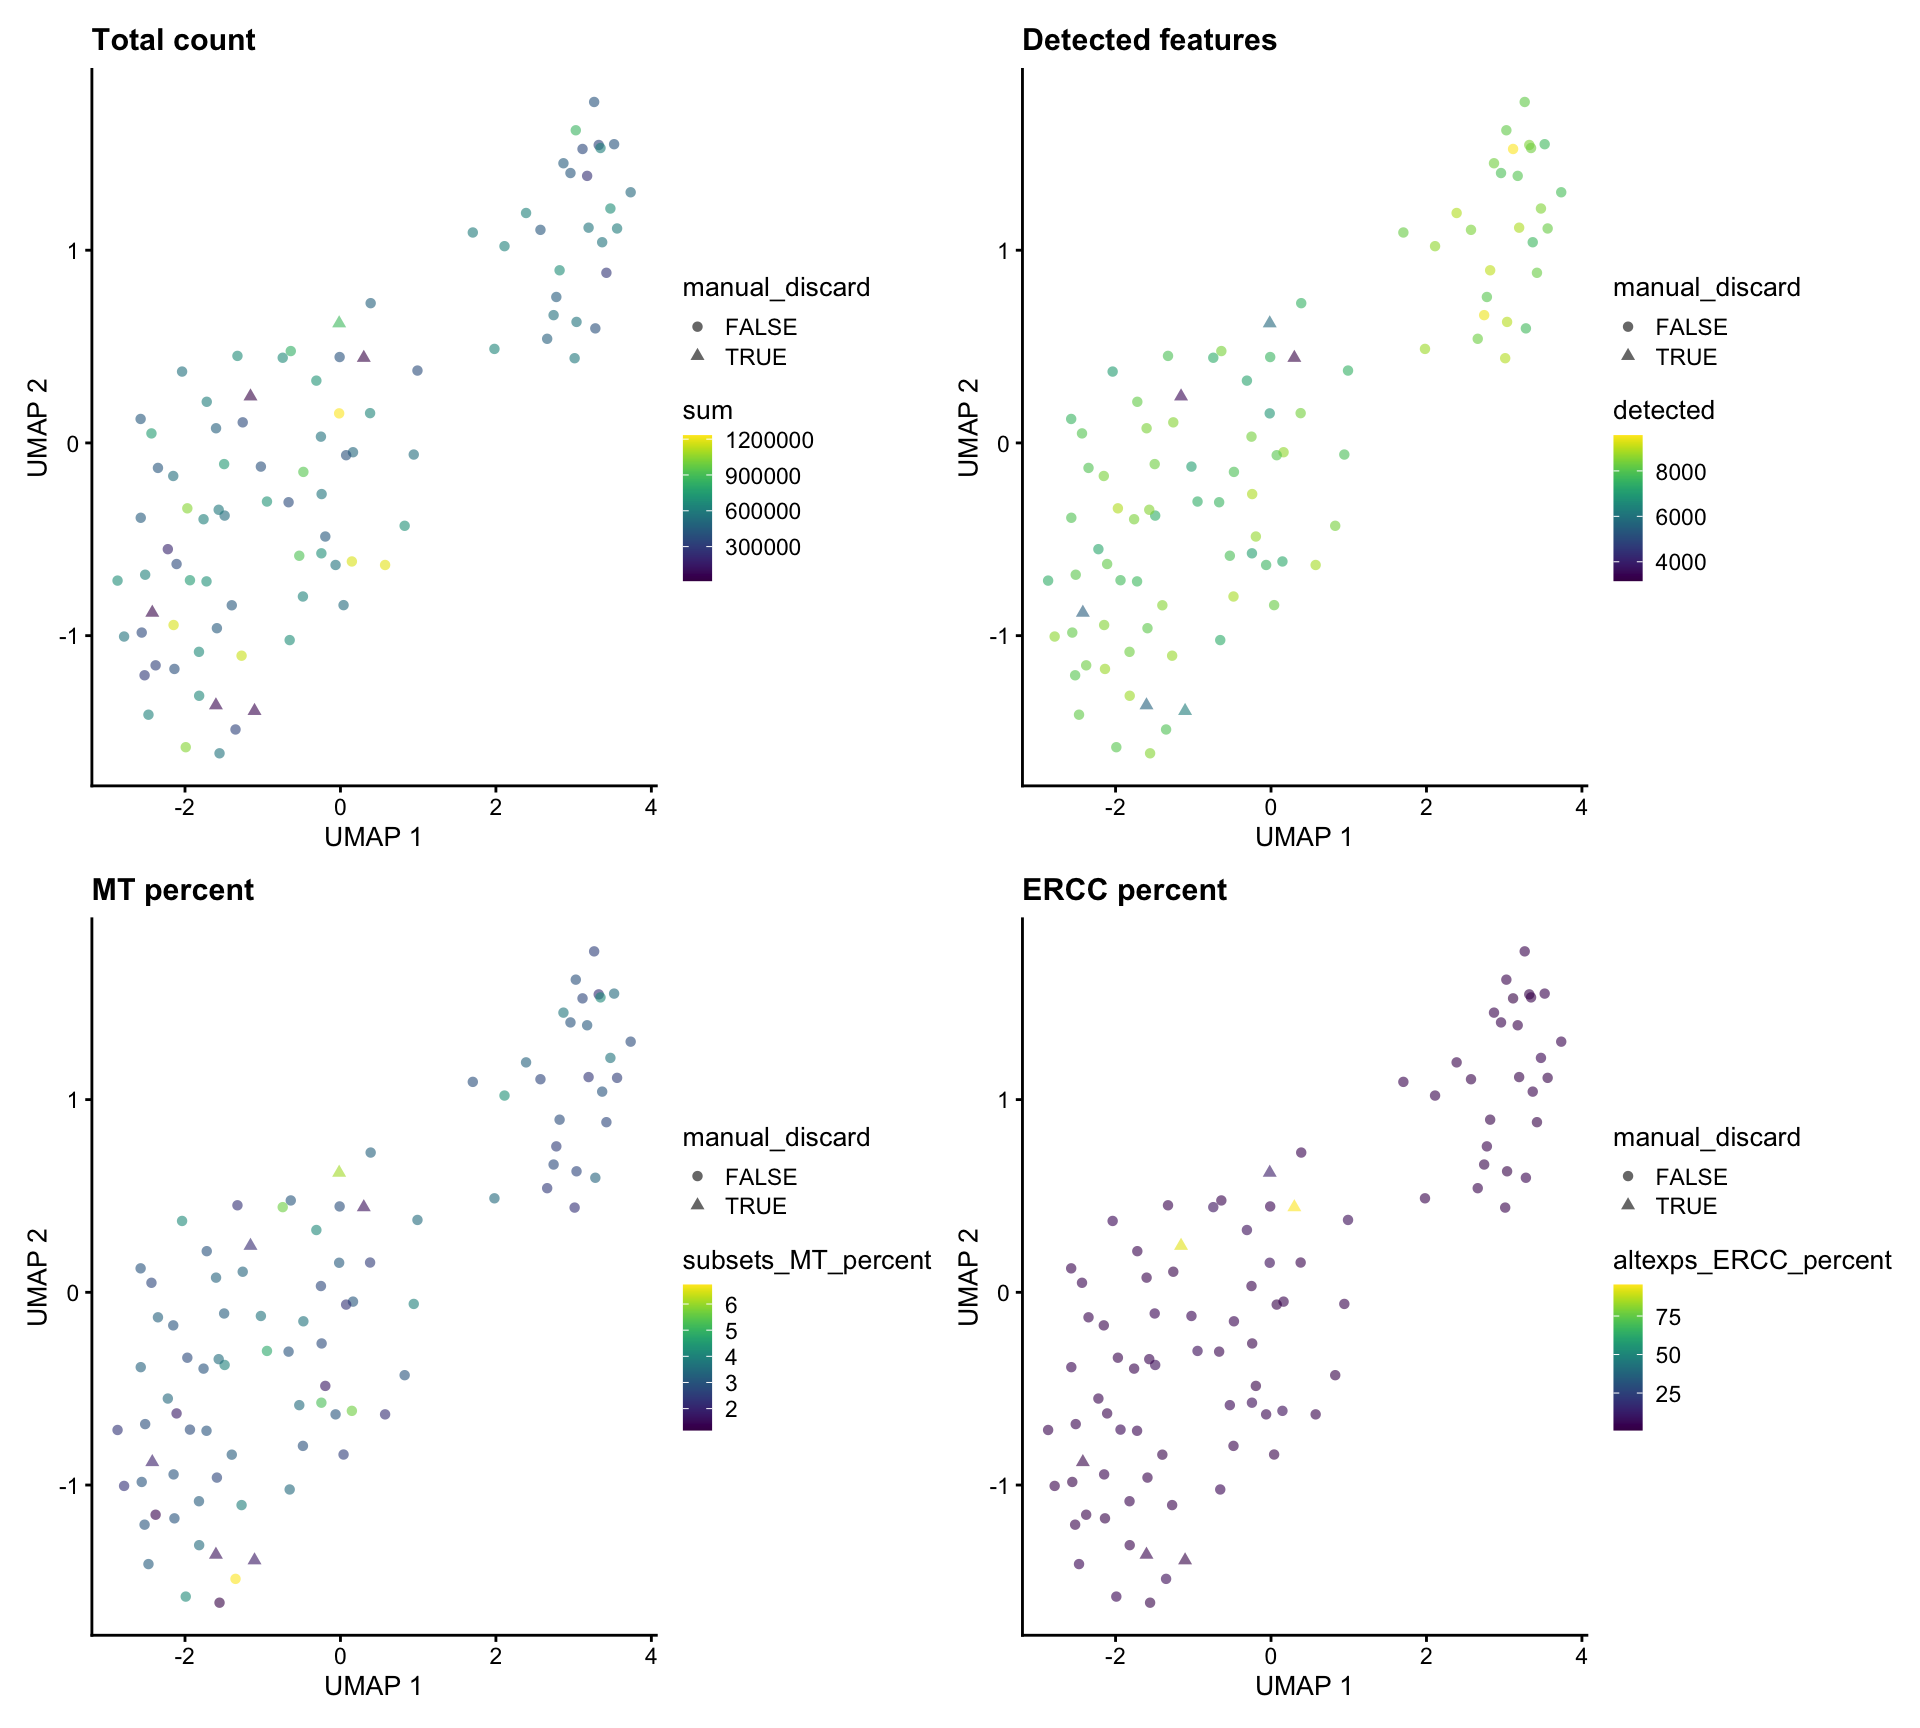 Total count
UMAP 2
1
0
-1
-2 0 2 4
UMAP 1
manual_discard
FALSE
TRUE
sum
1200000
900000
600000
300000
Detected features
UMAP 2
1
0
-1
-2 0 2 4
UMAP 1
manual_discard
FALSE
TRUE
detected
8000
6000
4000
MT percent
UMAP 2
1
0
-1
-2 0 2 4
UMAP 1
manual_discard
FALSE
TRUE
subsets_MT_percent
6
5
4
3
2
ERCC percent
UMAP 2
1
0
-1
-2 0 2 4
UMAP 1
manual_discard
FALSE
TRUE
altexps_ERCC_percent
75
50
25